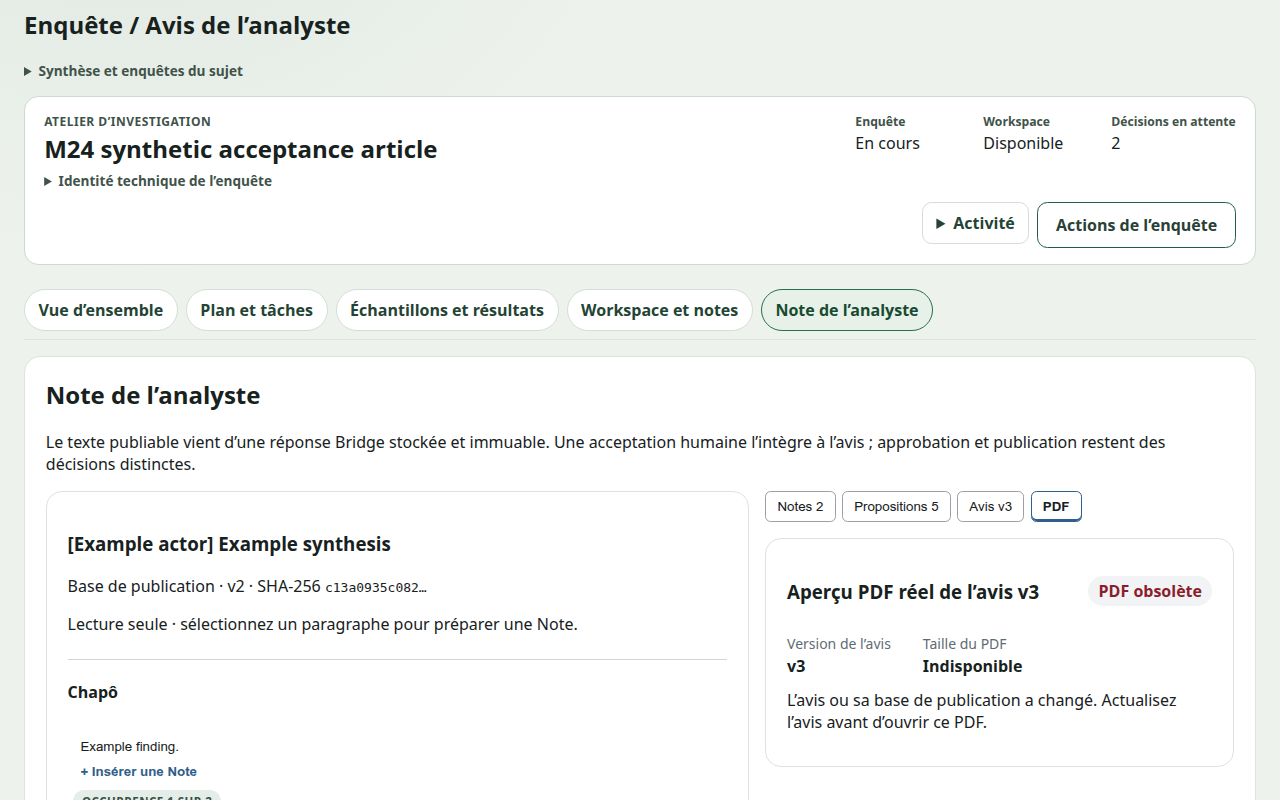 Enquête / Avis de l’analyste
Synthèse et enquêtes du sujet
ATELIER D’INVESTIGATION
M24 synthetic acceptance article
Identité technique de l’enquête
Enquête
En cours
Workspace
Disponible
Décisions en attente
2
Activité
Actions de l’enquête
Vue d’ensemble
Plan et tâches
Échantillons et résultats
Workspace et notes
Note de l’analyste
Note de l’analyste
Le texte publiable vient d’une réponse Bridge stockée et immuable. Une acceptation humaine l’intègre à l’avis ; approbation et publication restent des
décisions distinctes.
[Example actor] Example synthesis
Base de publication · v2 · SHA-256 c13a0935c082…
Lecture seule · sélectionnez un paragraphe pour préparer une Note.
Chapô
Example finding.
+ Insérer une Note
OCCURRENCE 1 SUR 2
Notes 2
Propositions 5
Avis v3
PDF
Aperçu PDF réel de l’avis v3
PDF obsolète
Version de l’avis
v3
Taille du PDF
Indisponible
L’avis ou sa base de publication a changé. Actualisez
l’avis avant d’ouvrir ce PDF.